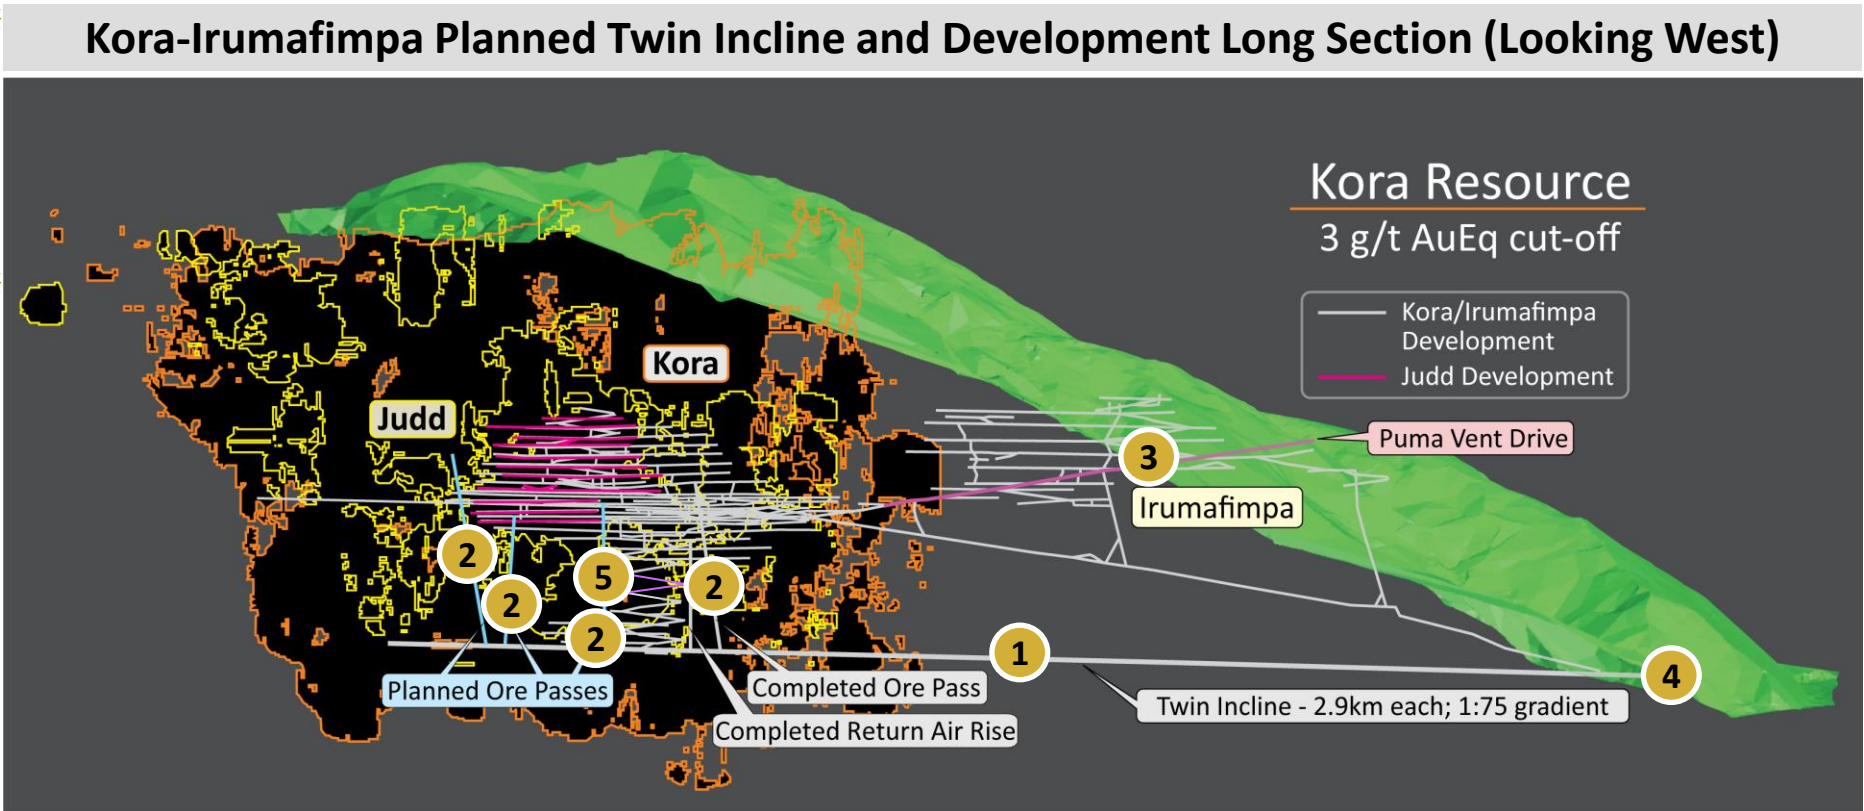 Kora-Irumafimpa Planned Twin Incline and Development Long Section (Looking West)
Kora Resource
3 g/t AuEq cut-off
Kora/Irumafimpa
Development
Judd Development
Kora
Judd
Puma Vent Drive
3
Irumafimpa
2
5
2
2
2
1
4
Planned Ore Passes
Completed Ore Pass
Twin Incline - 2.9km each; 1:75 gradient
Completed Return Air Rise